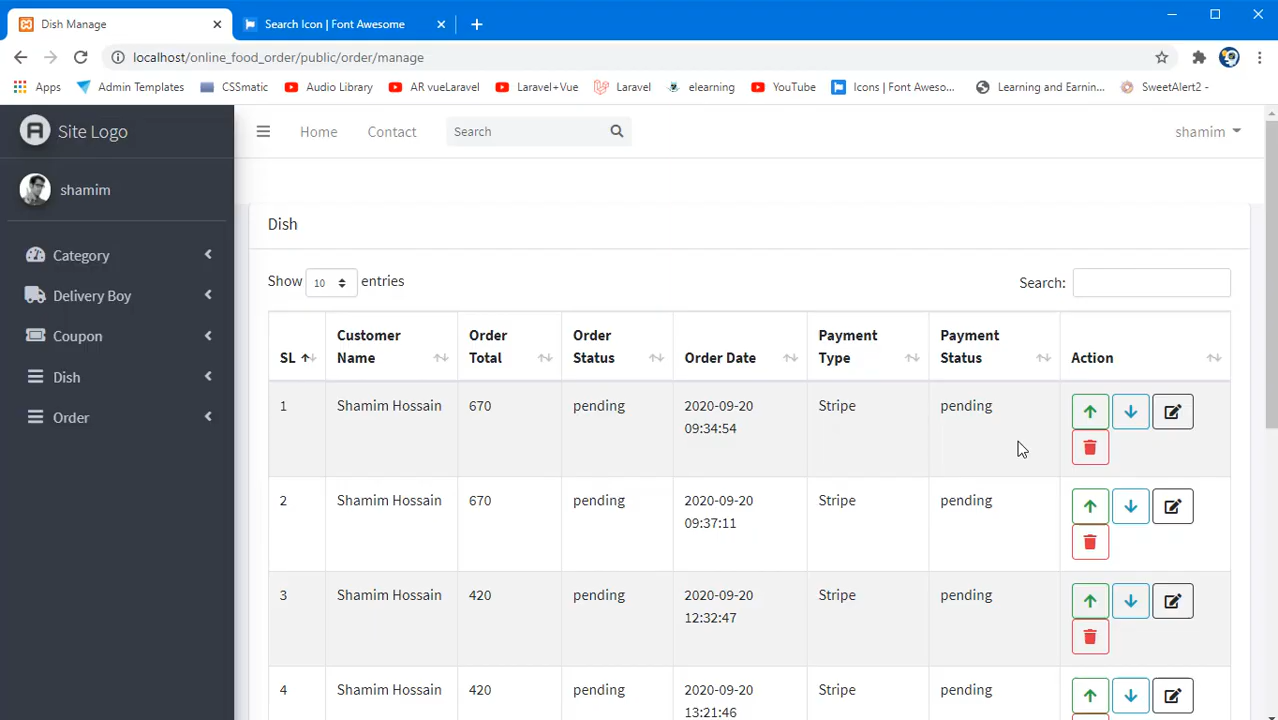 Dish Manage
Search Icon | Font Awesome
localhost/online_food_order/public/order/manage
Apps
Admin Templates
CSSmatic
Audio Library
AR vueLaravel
Laravel+Vue
Laravel
elearning
YouTube
Icons | Font Aweso...
Learning and Earnin...
SweetAlert2 -
Site Logo
Home
Contact
Search
shamim
shamim
Category
Delivery Boy
Coupon
Dish
Order
Dish
Show 10 entries
Search:
SL
Customer Name
Order Total
Order Status
Order Date
Payment Type
Payment Status
Action
1 Shamim Hossain 670 pending 2020-09-20 09:34:54 Stripe pending
2 Shamim Hossain 670 pending 2020-09-20 09:37:11 Stripe pending
3 Shamim Hossain 420 pending 2020-09-20 12:32:47 Stripe pending
4 Shamim Hossain 420 pending 2020-09-20 13:21:46 Stripe pending